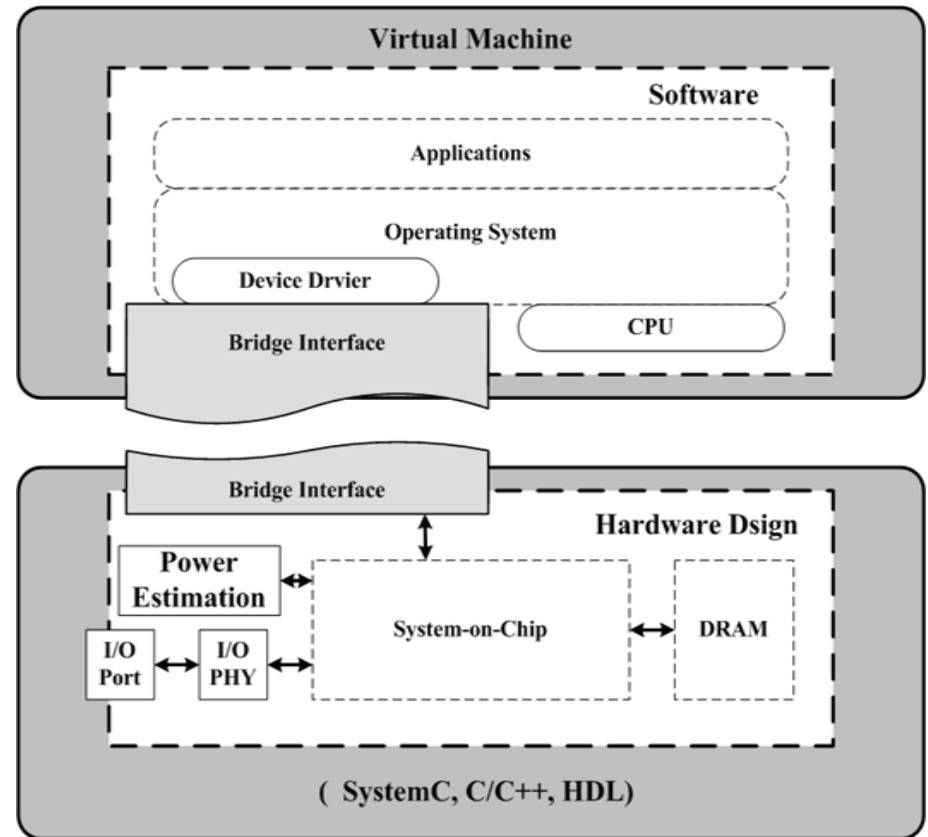 Virtual Machine
Software
Applications
Operating System
Device Drvier
CPU
Bridge Interface
Bridge Interface
Hardware Dsign
Power
Estimation
System-on-Chip
DRAM
I/O
Port
I/O
PHY
( SystemC, C/C++, HDL)